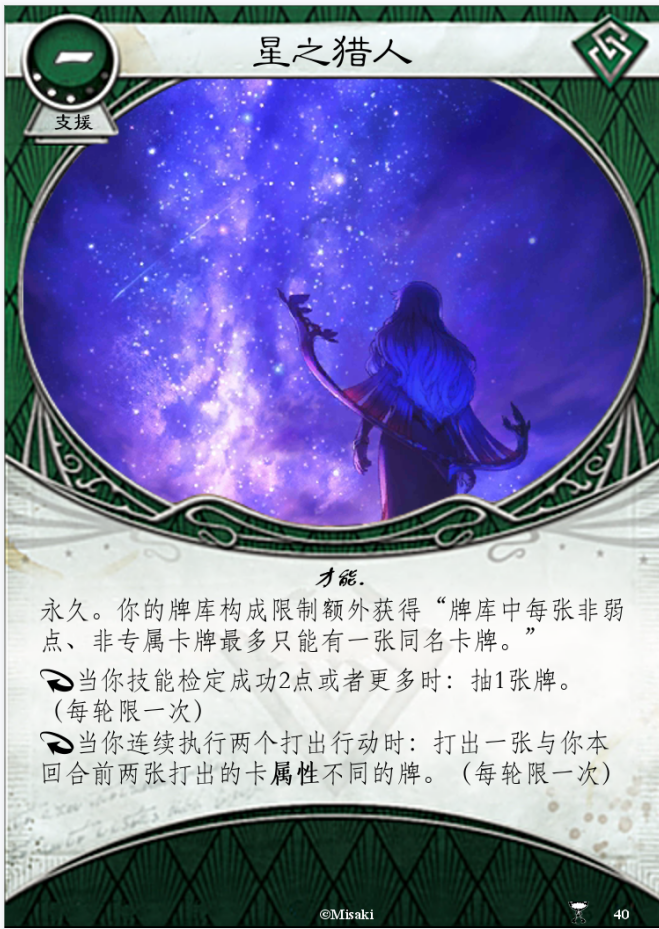 星之猎人
支援
才能.
永久。你的牌库构成限制额外获得“牌库中每张非弱
点、非专属卡牌最多只能有一张同名卡牌。”
当你技能检定成功2点或者更多时：抽1张牌。
（每轮限一次）
当你连续执行两个打出行动时：打出一张与你本
回合前两张打出的卡属性不同的牌。（每轮限一次）
©Misaki
40